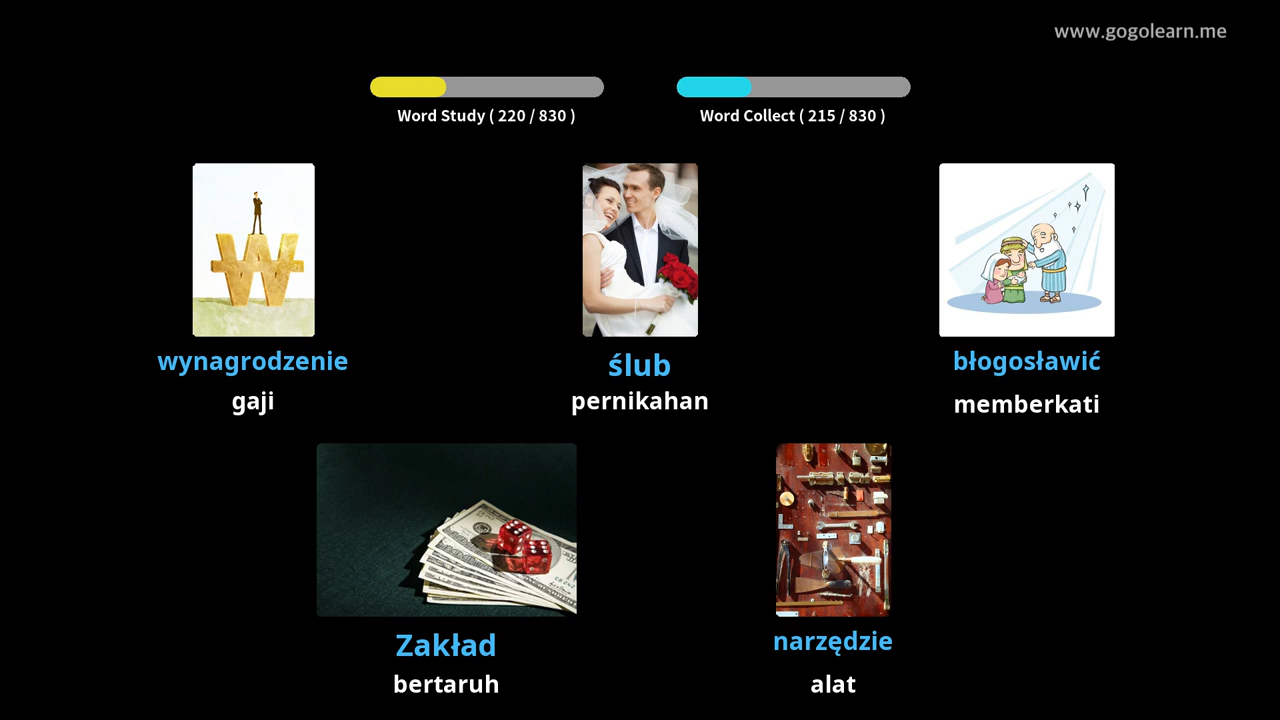 www.gogolearn.me
Word Study ( 220 / 830 )
Word Collect ( 215 / 830 )
wynagrodzenie
gaji
ślub
pernikahan
błogosławić
memberkati
Zakład
bertaruh
narzędzie
alat